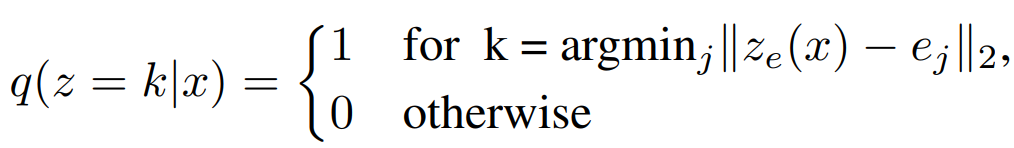 q(z = k|x) = { 1 for k = argmin_j ‖z_e(x) − e_j‖_2,
0 otherwise